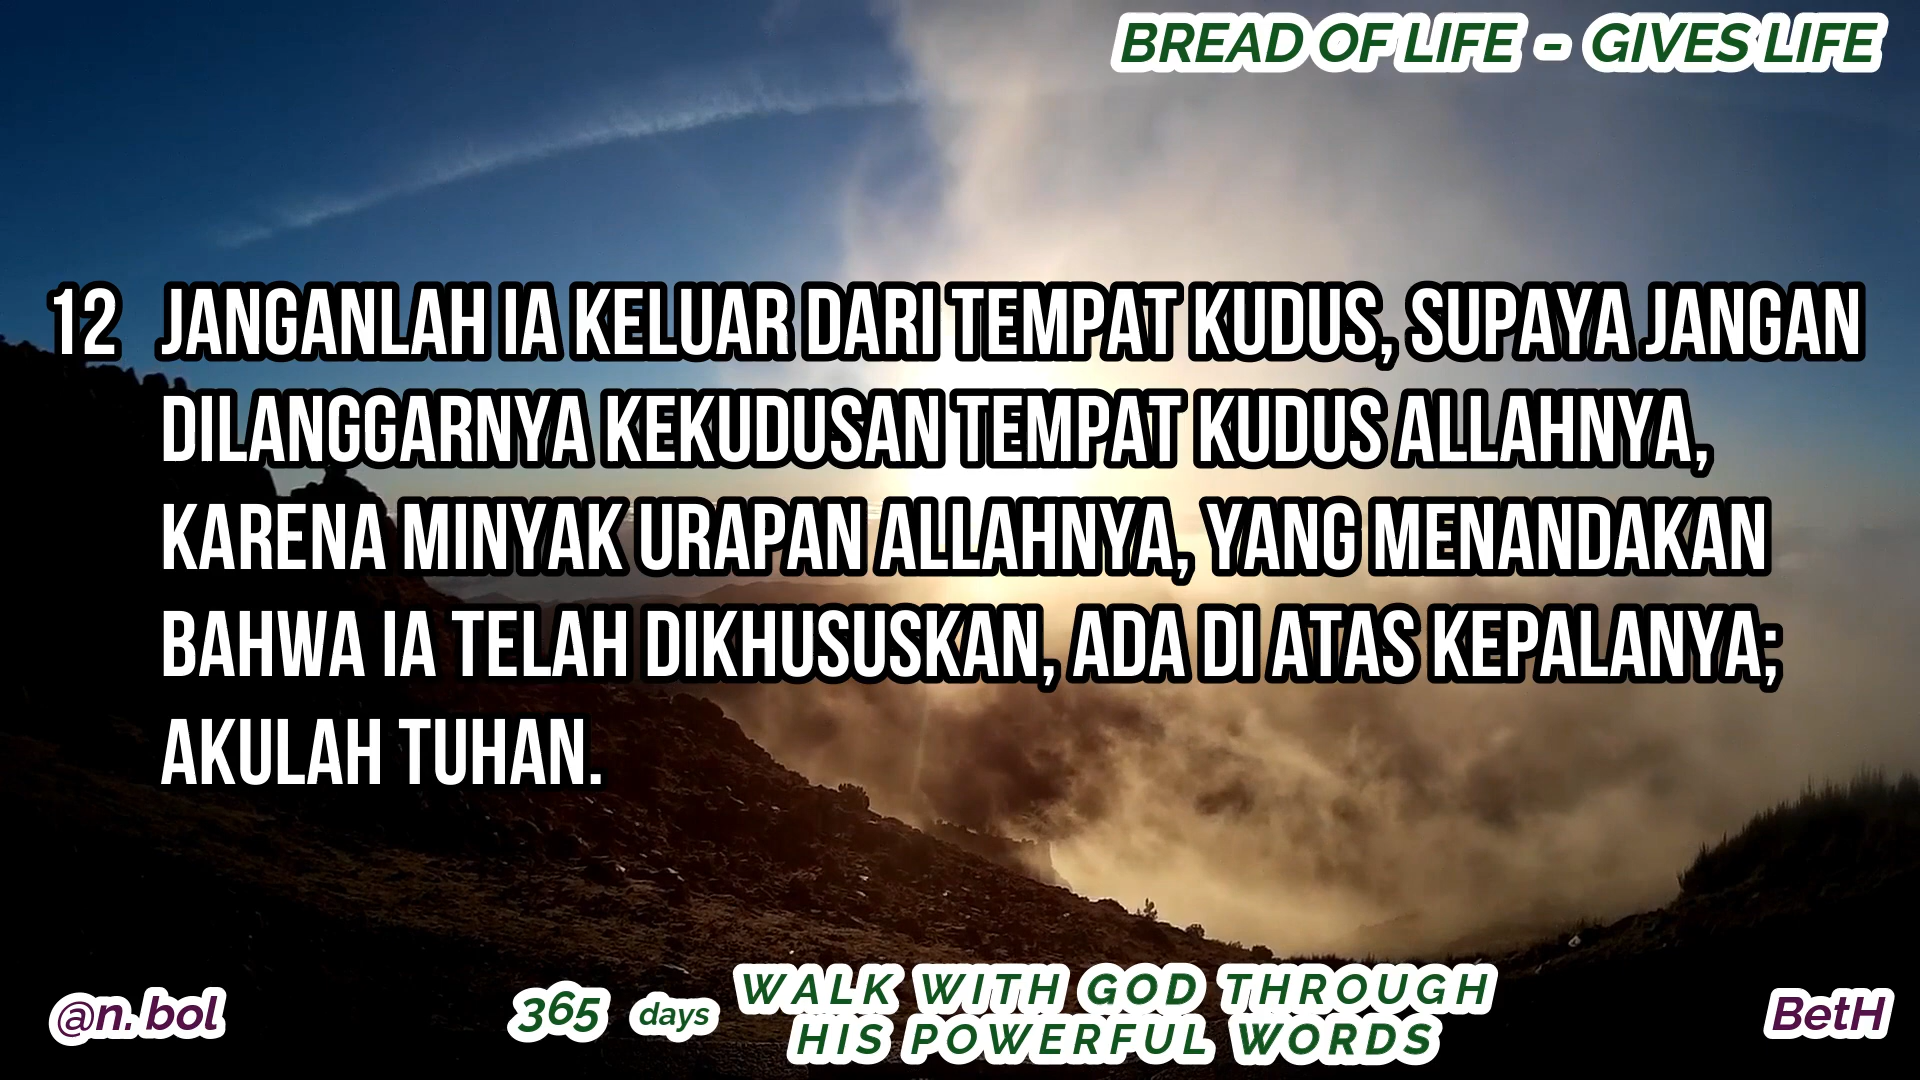 BREAD OF LIFE - GIVES LIFE
12 JANGANLAH IA KELUAR DARI TEMPAT KUDUS, SUPAYA JANGAN
DILANGGARNYA KEKUDUSAN TEMPAT KUDUS ALLAHNYA,
KARENA MINYAK URAPAN ALLAHNYA, YANG MENANDAKAN
BAHWA IA TELAH DIKHUSUSKAN, ADA DI ATAS KEPALANYA;
AKULAH TUHAN.
@n.bol
365 days
WALK WITH GOD THROUGH
HIS POWERFUL WORDS
BetH